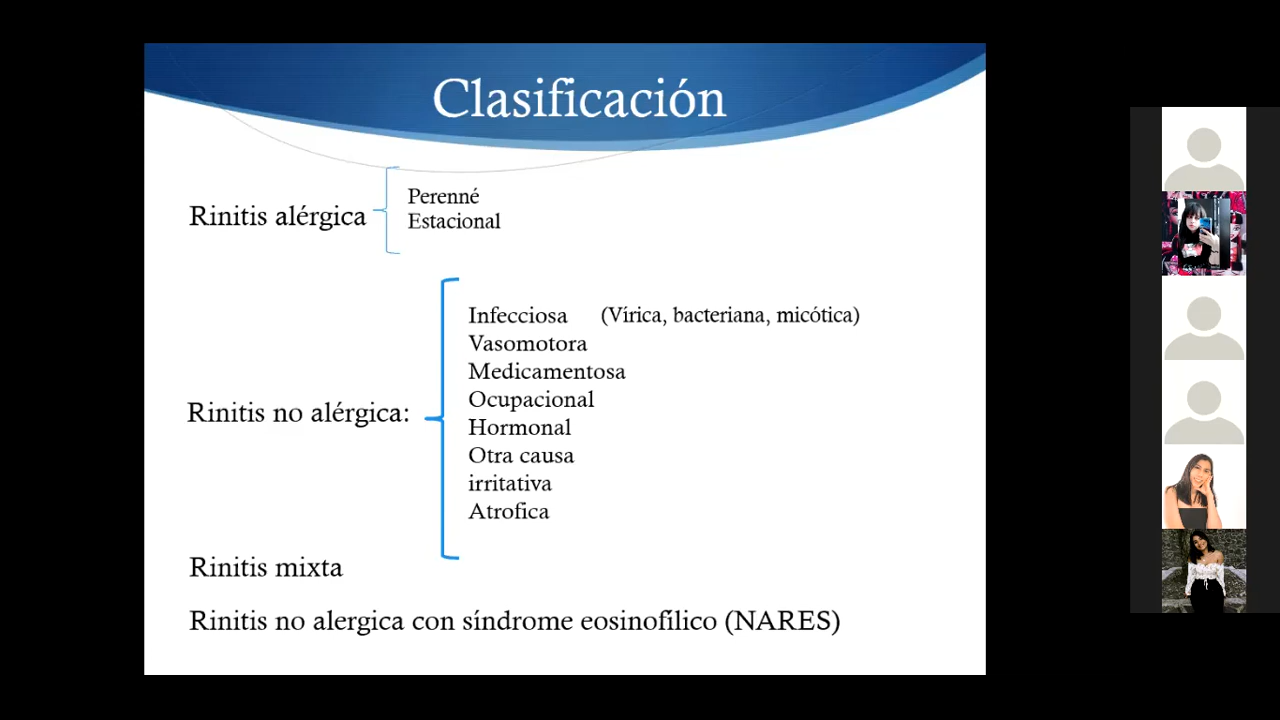 Clasificación
Rinitis alérgica
Perenné
Estacional
Rinitis no alérgica:
Infecciosa (Vírica, bacteriana, micótica)
Vasomotora
Medicamentosa
Ocupacional
Hormonal
Otra causa
irritativa
Atrofica
Rinitis mixta
Rinitis no alergica con síndrome eosinofílico (NARES)